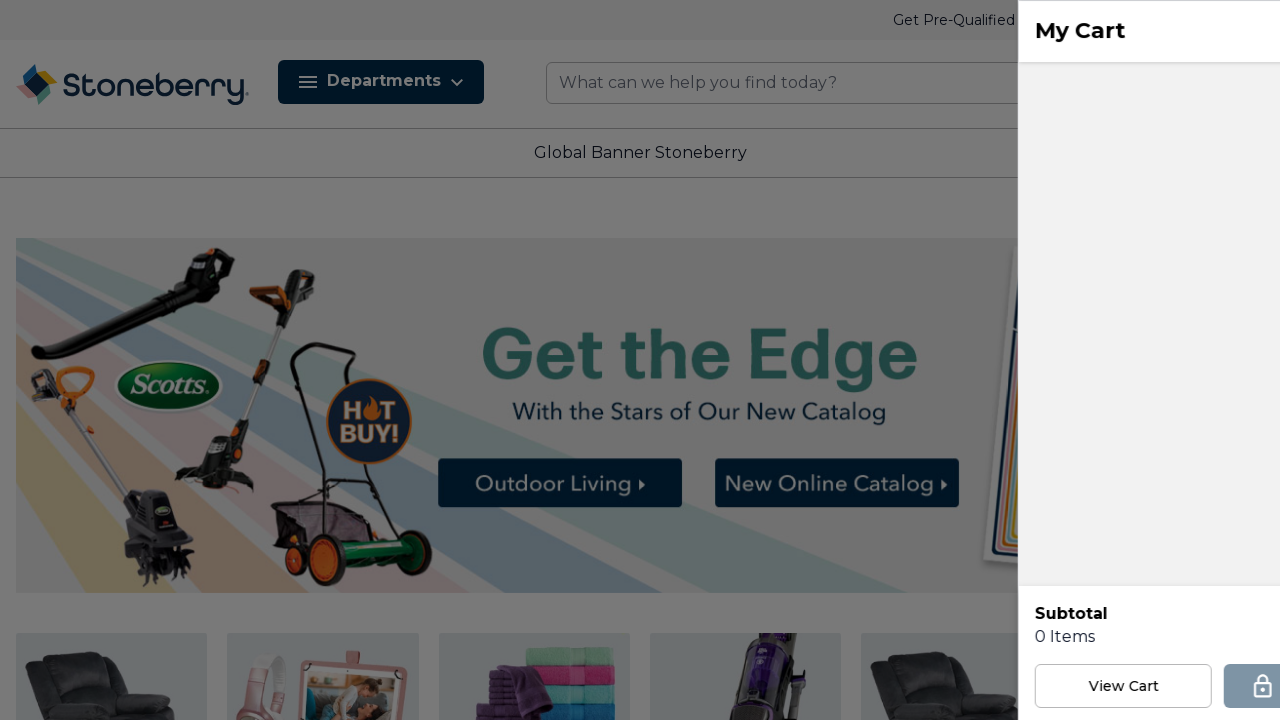 Get Pre-Qualified
My Cart
Stoneberry
Departments
What can we help you find today?
Global Banner Stoneberry
Scotts
HOT
BUY!
Get the Edge
With the Stars of Our New Catalog
Outdoor Living
New Online Catalog
Subtotal
0 Items
View Cart